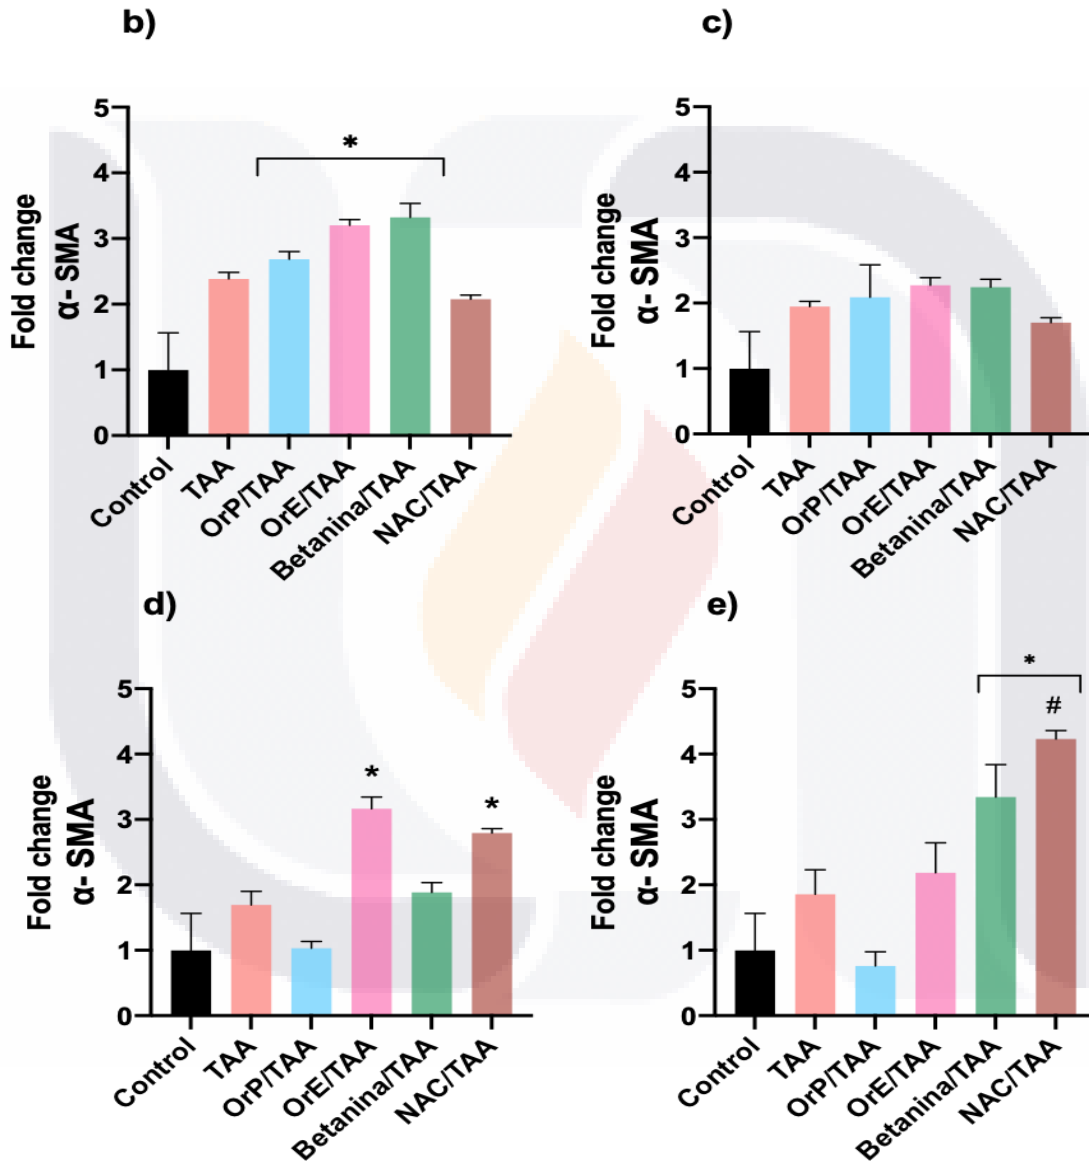 b)
5
4
3
2
1
0
Fold change
α- SMA
*
Control
TAA
OrP/TAA
OrE/TAA
Betanina/TAA
NAC/TAA
c)
5
4
3
2
1
0
Fold change
α- SMA
Control
TAA
OrP/TAA
OrE/TAA
Betanina/TAA
NAC/TAA
d)
5
4
3
2
1
0
Fold change
α- SMA
*
*
Control
TAA
OrP/TAA
OrE/TAA
Betanina/TAA
NAC/TAA
e)
5
4
3
2
1
0
Fold change
α- SMA
*
#
Control
TAA
OrP/TAA
OrE/TAA
Betanina/TAA
NAC/TAA